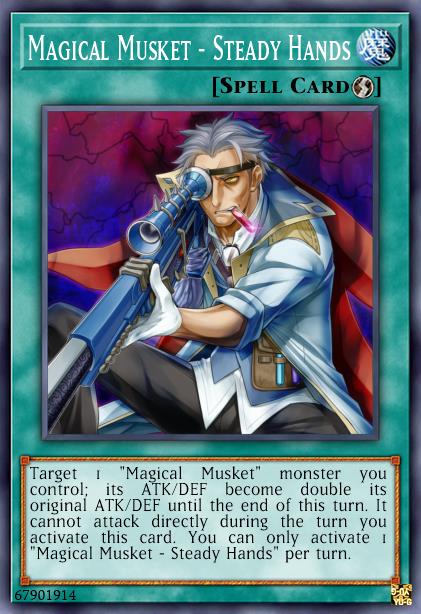 Magical Musket - Steady Hands 魔
[Spell Card]
Target 1 "Magical Musket" monster you
control; its ATK/DEF become double its
original ATK/DEF until the end of this turn. It
cannot attack directly during the turn you
activate this card. You can only activate 1
"Magical Musket - Steady Hands" per turn.
67901914